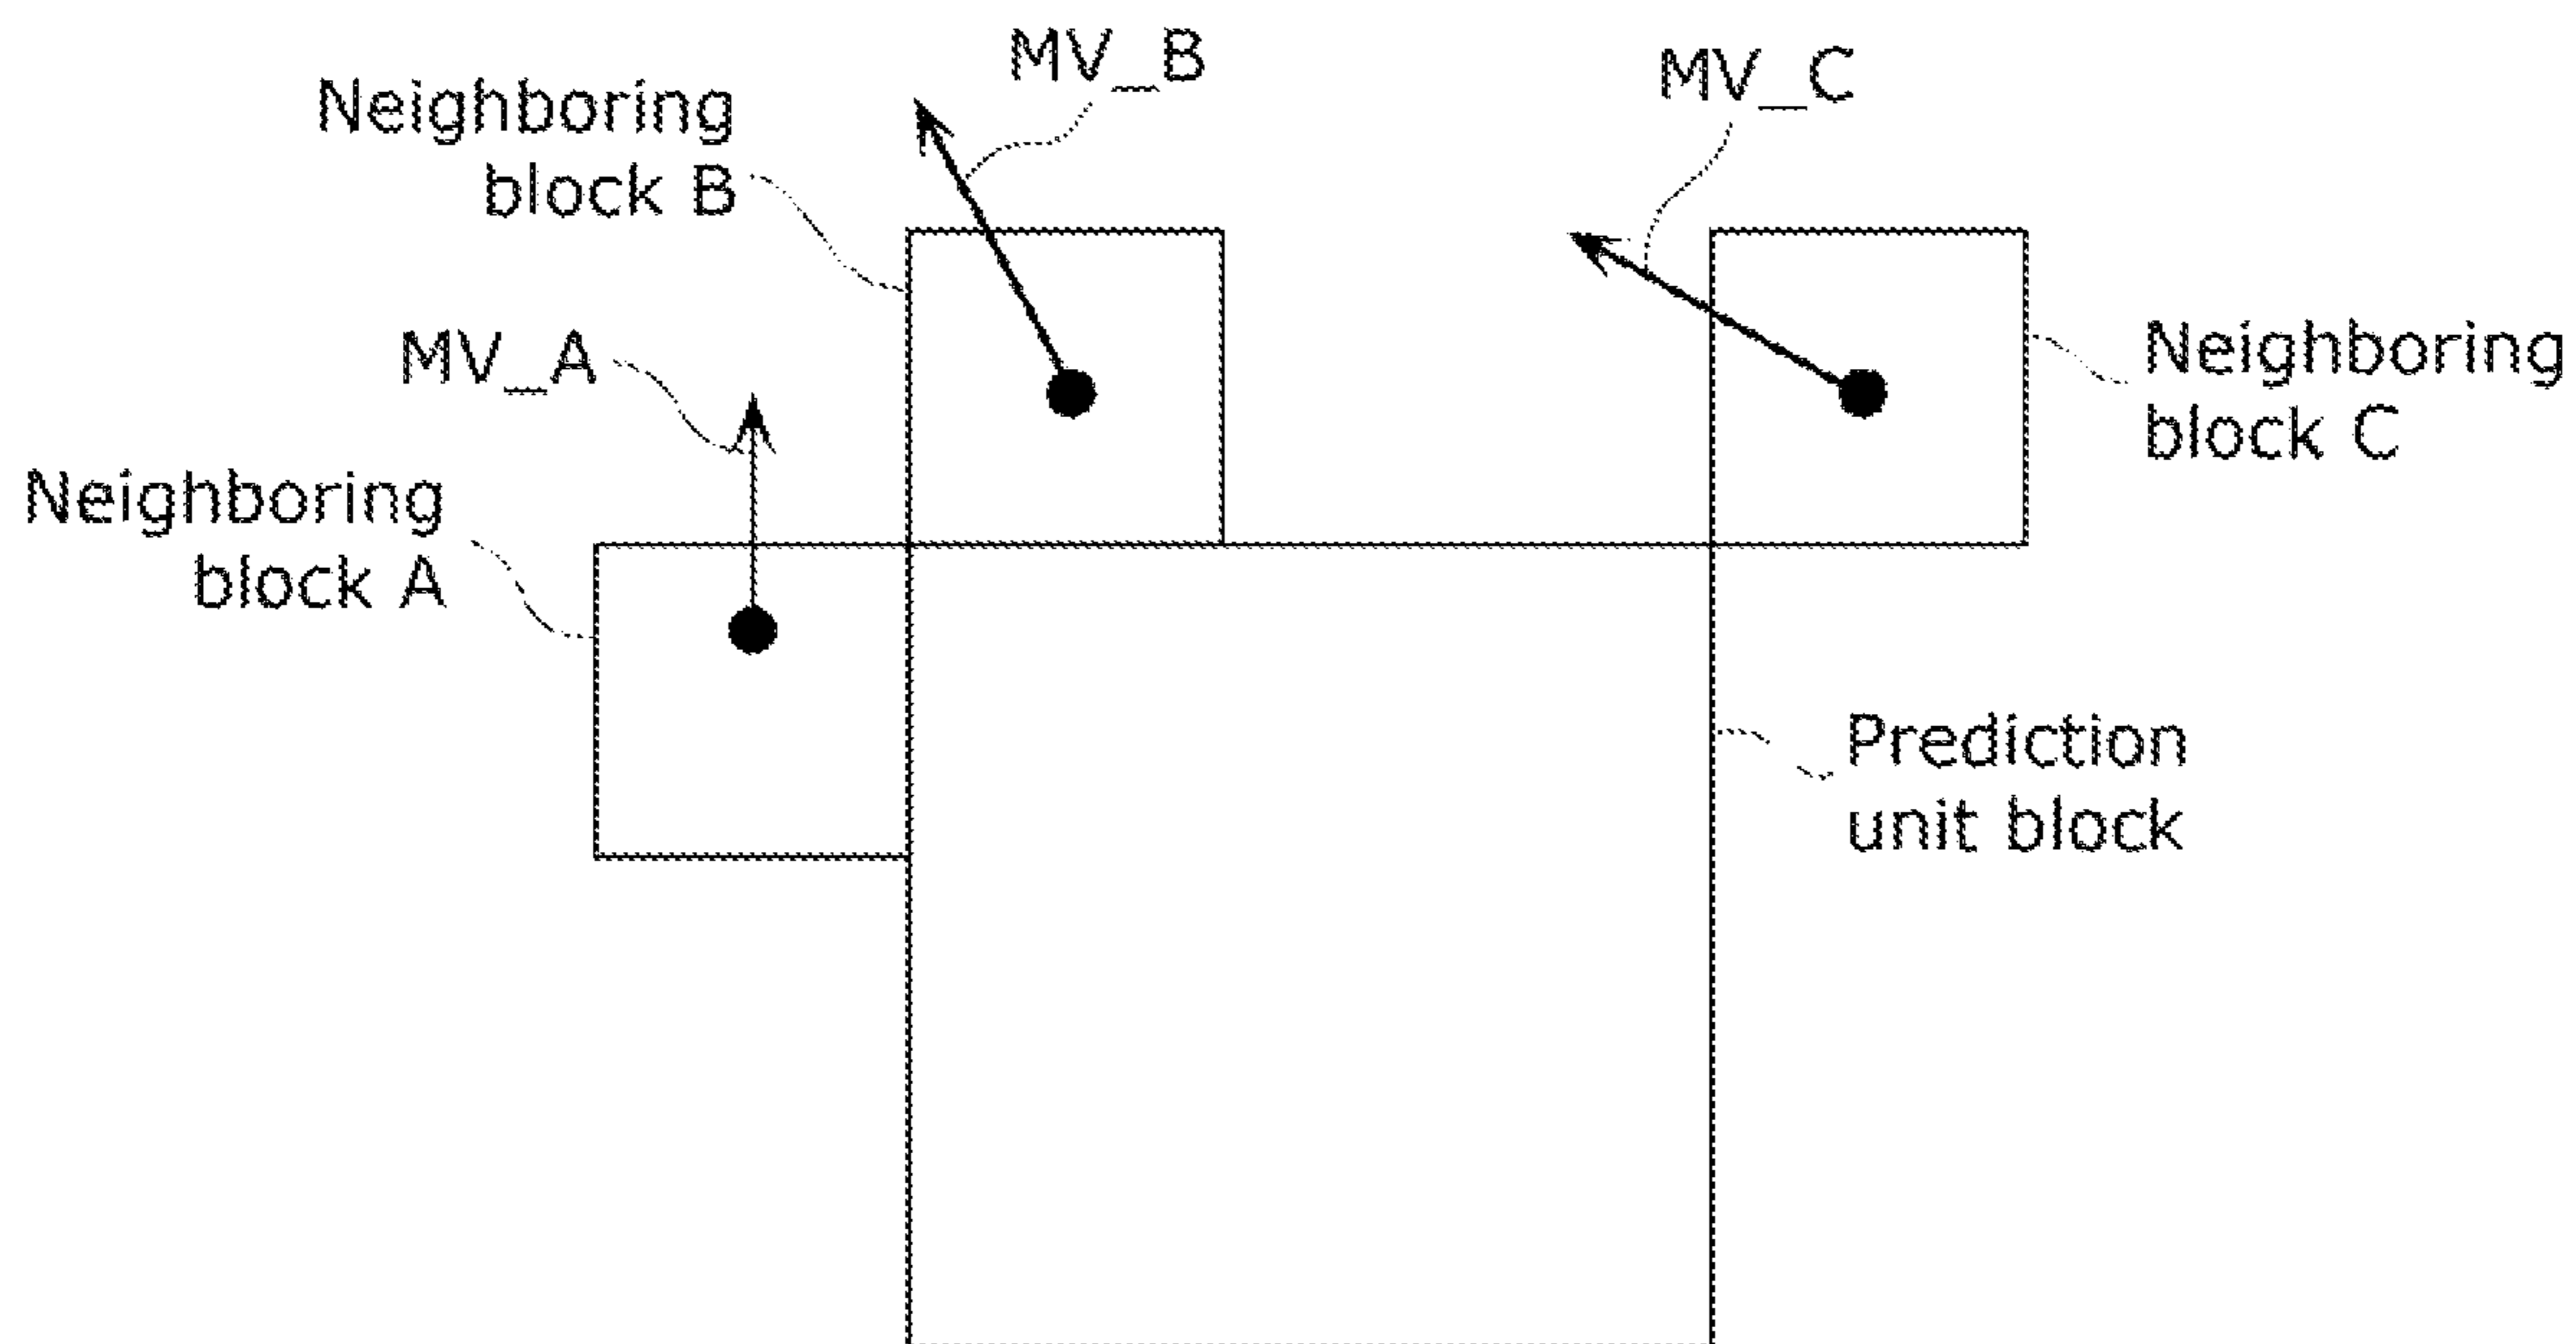 MV_B
MV_C
Neighboring
block B
MV_A
Neighboring
block C
Neighboring
block A
Prediction
unit block